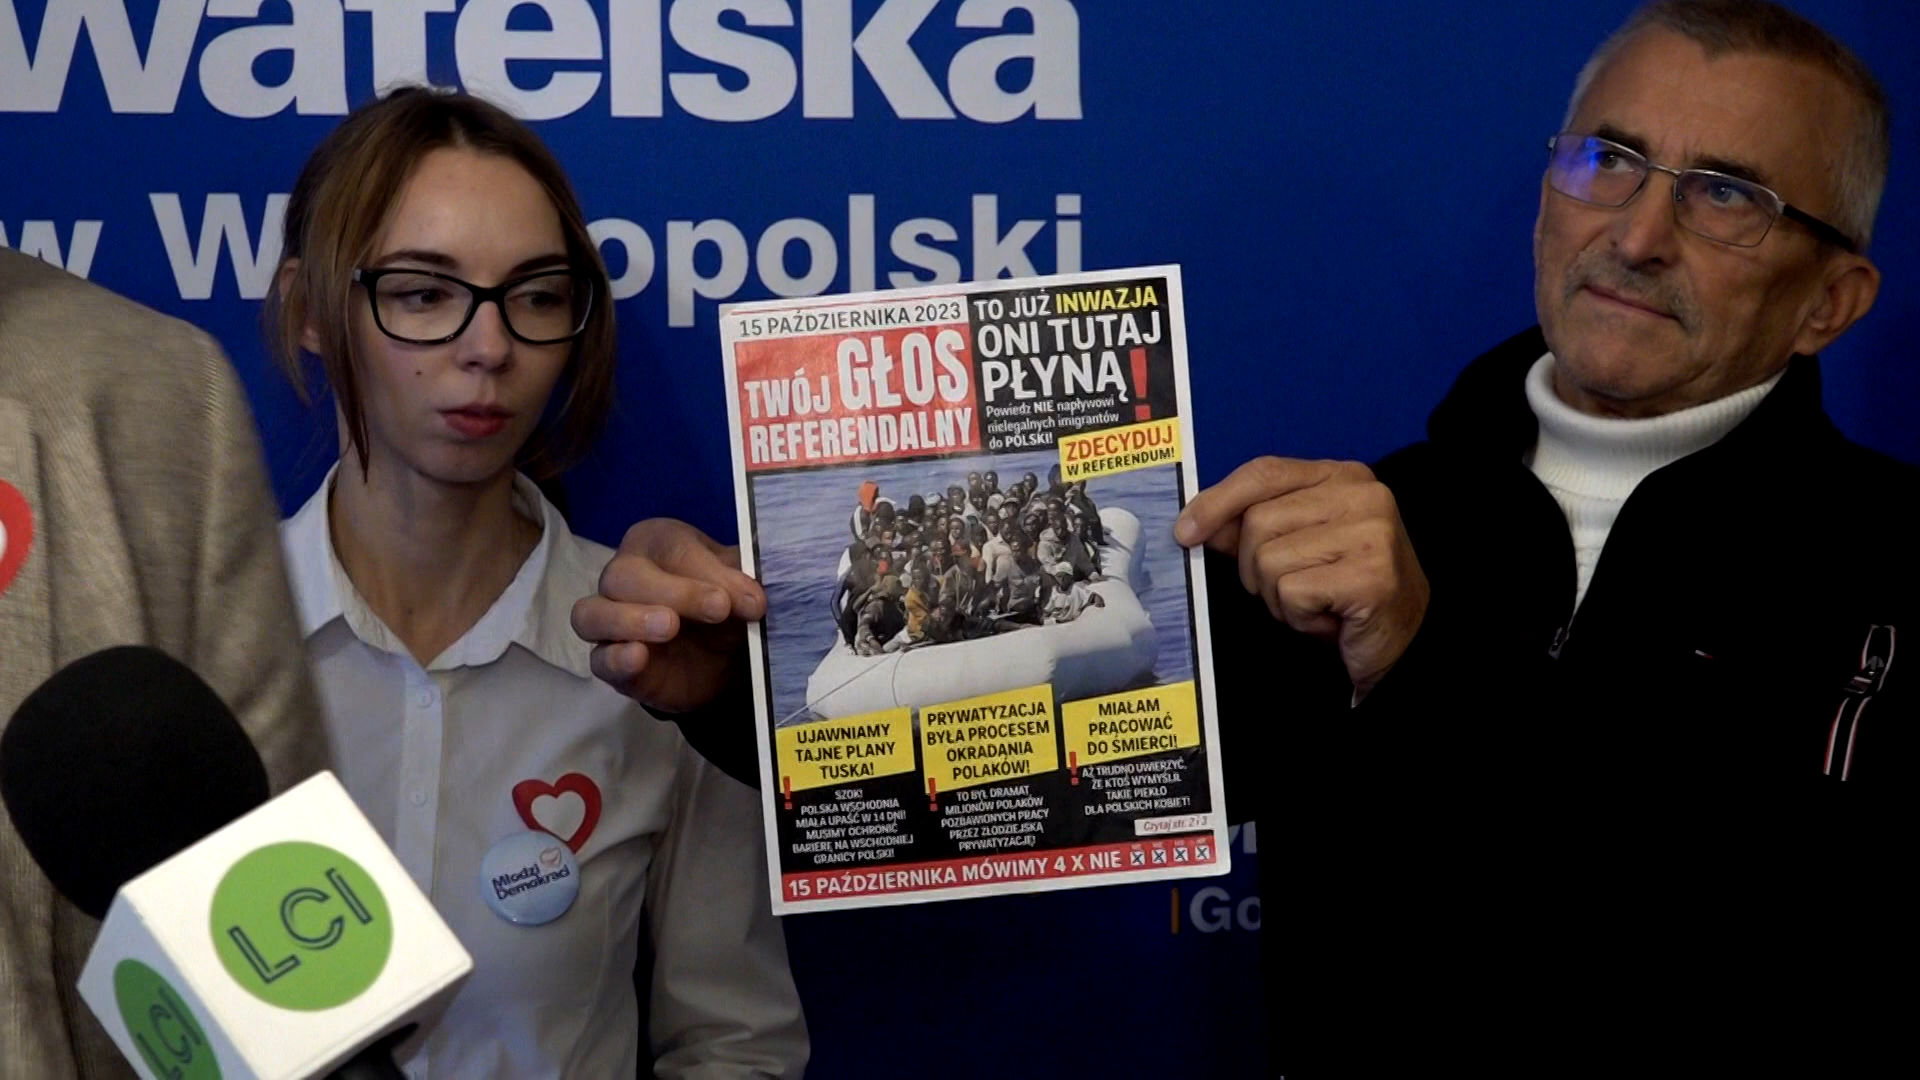 watelska
w W opolski
15 PAŹDZIERNIKA 2023
TWÓJ GŁOS
REFERENDALNY
TO JUŻ INWAZJA
ONI TUTAJ
PŁYNĄ!
Powiedz NIE napływowi
nielegalnych imigrantów
do POLSKI!
ZDECYDUJ
W REFERENDUM!
UJAWNIAMY
TAJNE PLANY
TUSKA!
! SZOK!
POLSKA WSCHODNIA
MIAŁA UPAŚĆ W 14 DNI!
MUSIMY OCHRONIĆ
BARIERĘ NA WSCHODNIEJ
GRANICY POLSKI!
PRYWATYZACJA
BYŁA PROCESEM
OKRADANIA
POLAKÓW!
! TO BYŁ DRAMAT
MILIONÓW POLAKÓW
POZBAWIONYCH PRACY
PRZEZ ZŁODZIEJSKĄ
PRYWATYZACJĘ!
MIAŁAM
PRACOWAĆ
DO ŚMIERCI!
! AŻ TRUDNO UWIERZYĆ,
ŻE KTOŚ WYMYŚLIŁ
TAKIE PIEKŁO
DLA POLSKICH KOBIET!
Czytaj str. 2 i 3
15 PAŹDZIERNIKA MÓWIMY 4 X NIE
Młodzi
Demokraci
LCI
LCI
Go